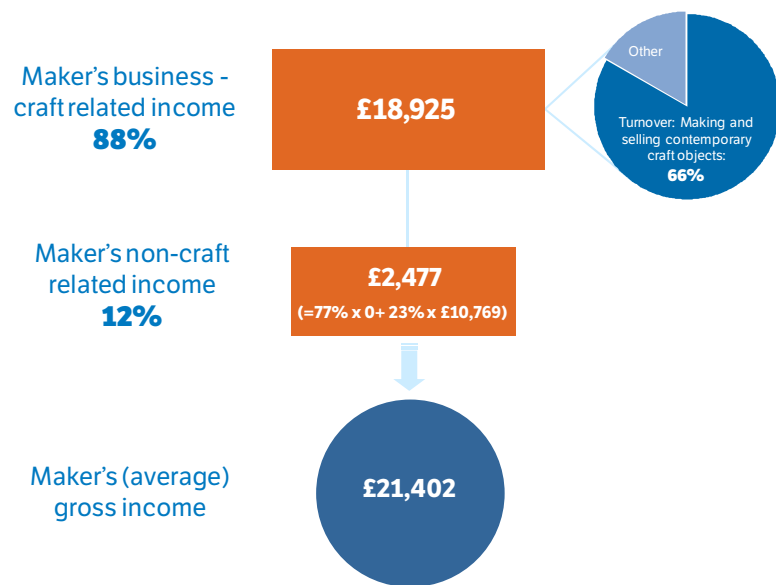 Maker's business -
craft related income
88%
£18,925
Other
Turnover: Making and
selling contemporary
craft objects:
66%
Maker's non-craft
related income
12%
£2,477
(=77% x 0+ 23% x £10,769)
Maker's (average)
gross income
£21,402